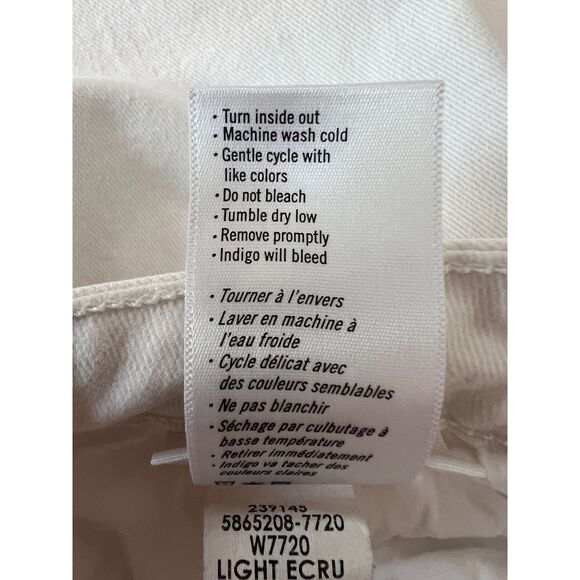 • Turn inside out
• Machine wash cold
• Gentle cycle with
like colors
• Do not bleach
• Tumble dry low
• Remove promptly
• Indigo will bleed
• Tourner à l'envers
• Laver en machine à
l'eau froide
• Cycle délicat avec
des couleurs semblables
• Ne pas blanchir
• Séchage par culbutage à
basse température
• Retirer immédiatement
• Indigo va tacher des
couleurs claires
239145
5865208-7720
W7720
LIGHT ECRU